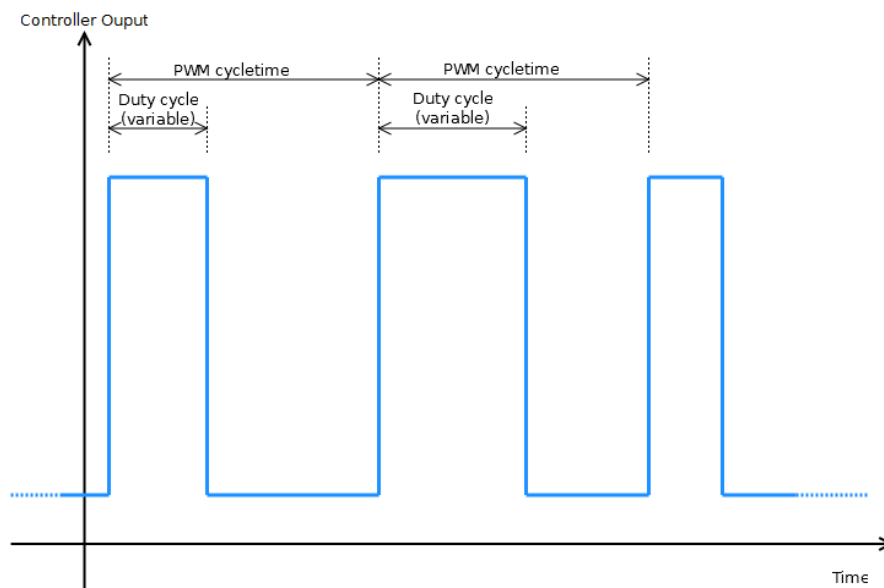 Controller Ouput
PWM cycletime
PWM cycletime
Duty cycle
(variable)
Duty cycle
(variable)
Time